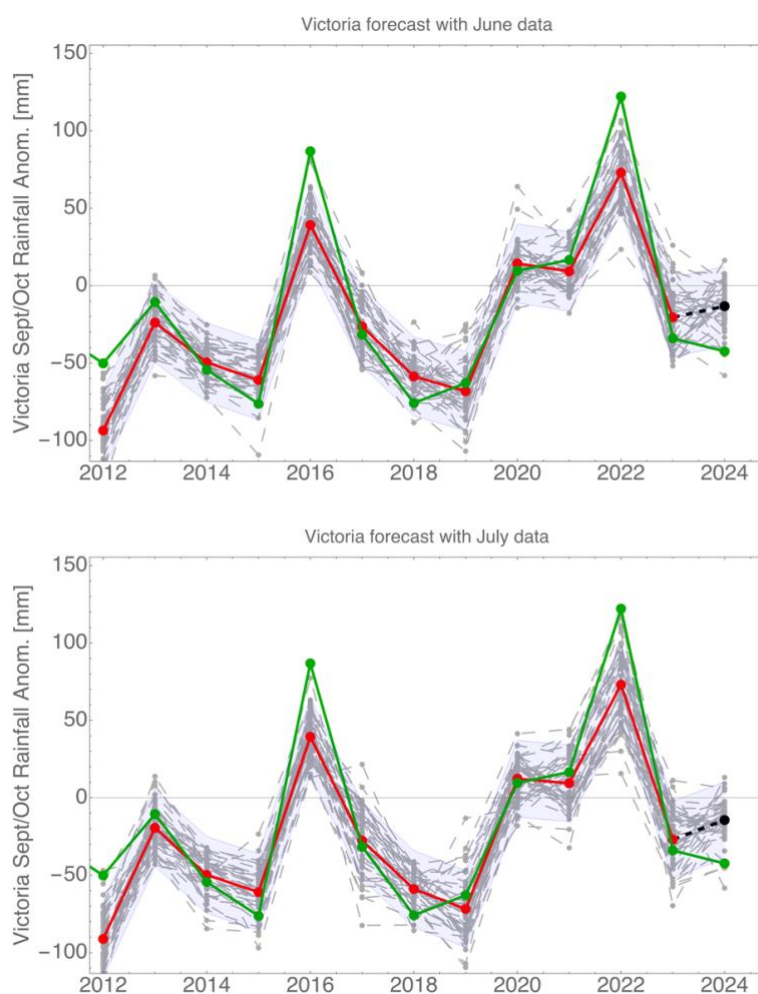 Victoria forecast with June data
Victoria Sept/Oct Rainfall Anom. [mm]
150
100
50
0
−50
−100
2012 2014 2016 2018 2020 2022 2024
Victoria forecast with July data
Victoria Sept/Oct Rainfall Anom. [mm]
150
100
50
0
−50
−100
2012 2014 2016 2018 2020 2022 2024